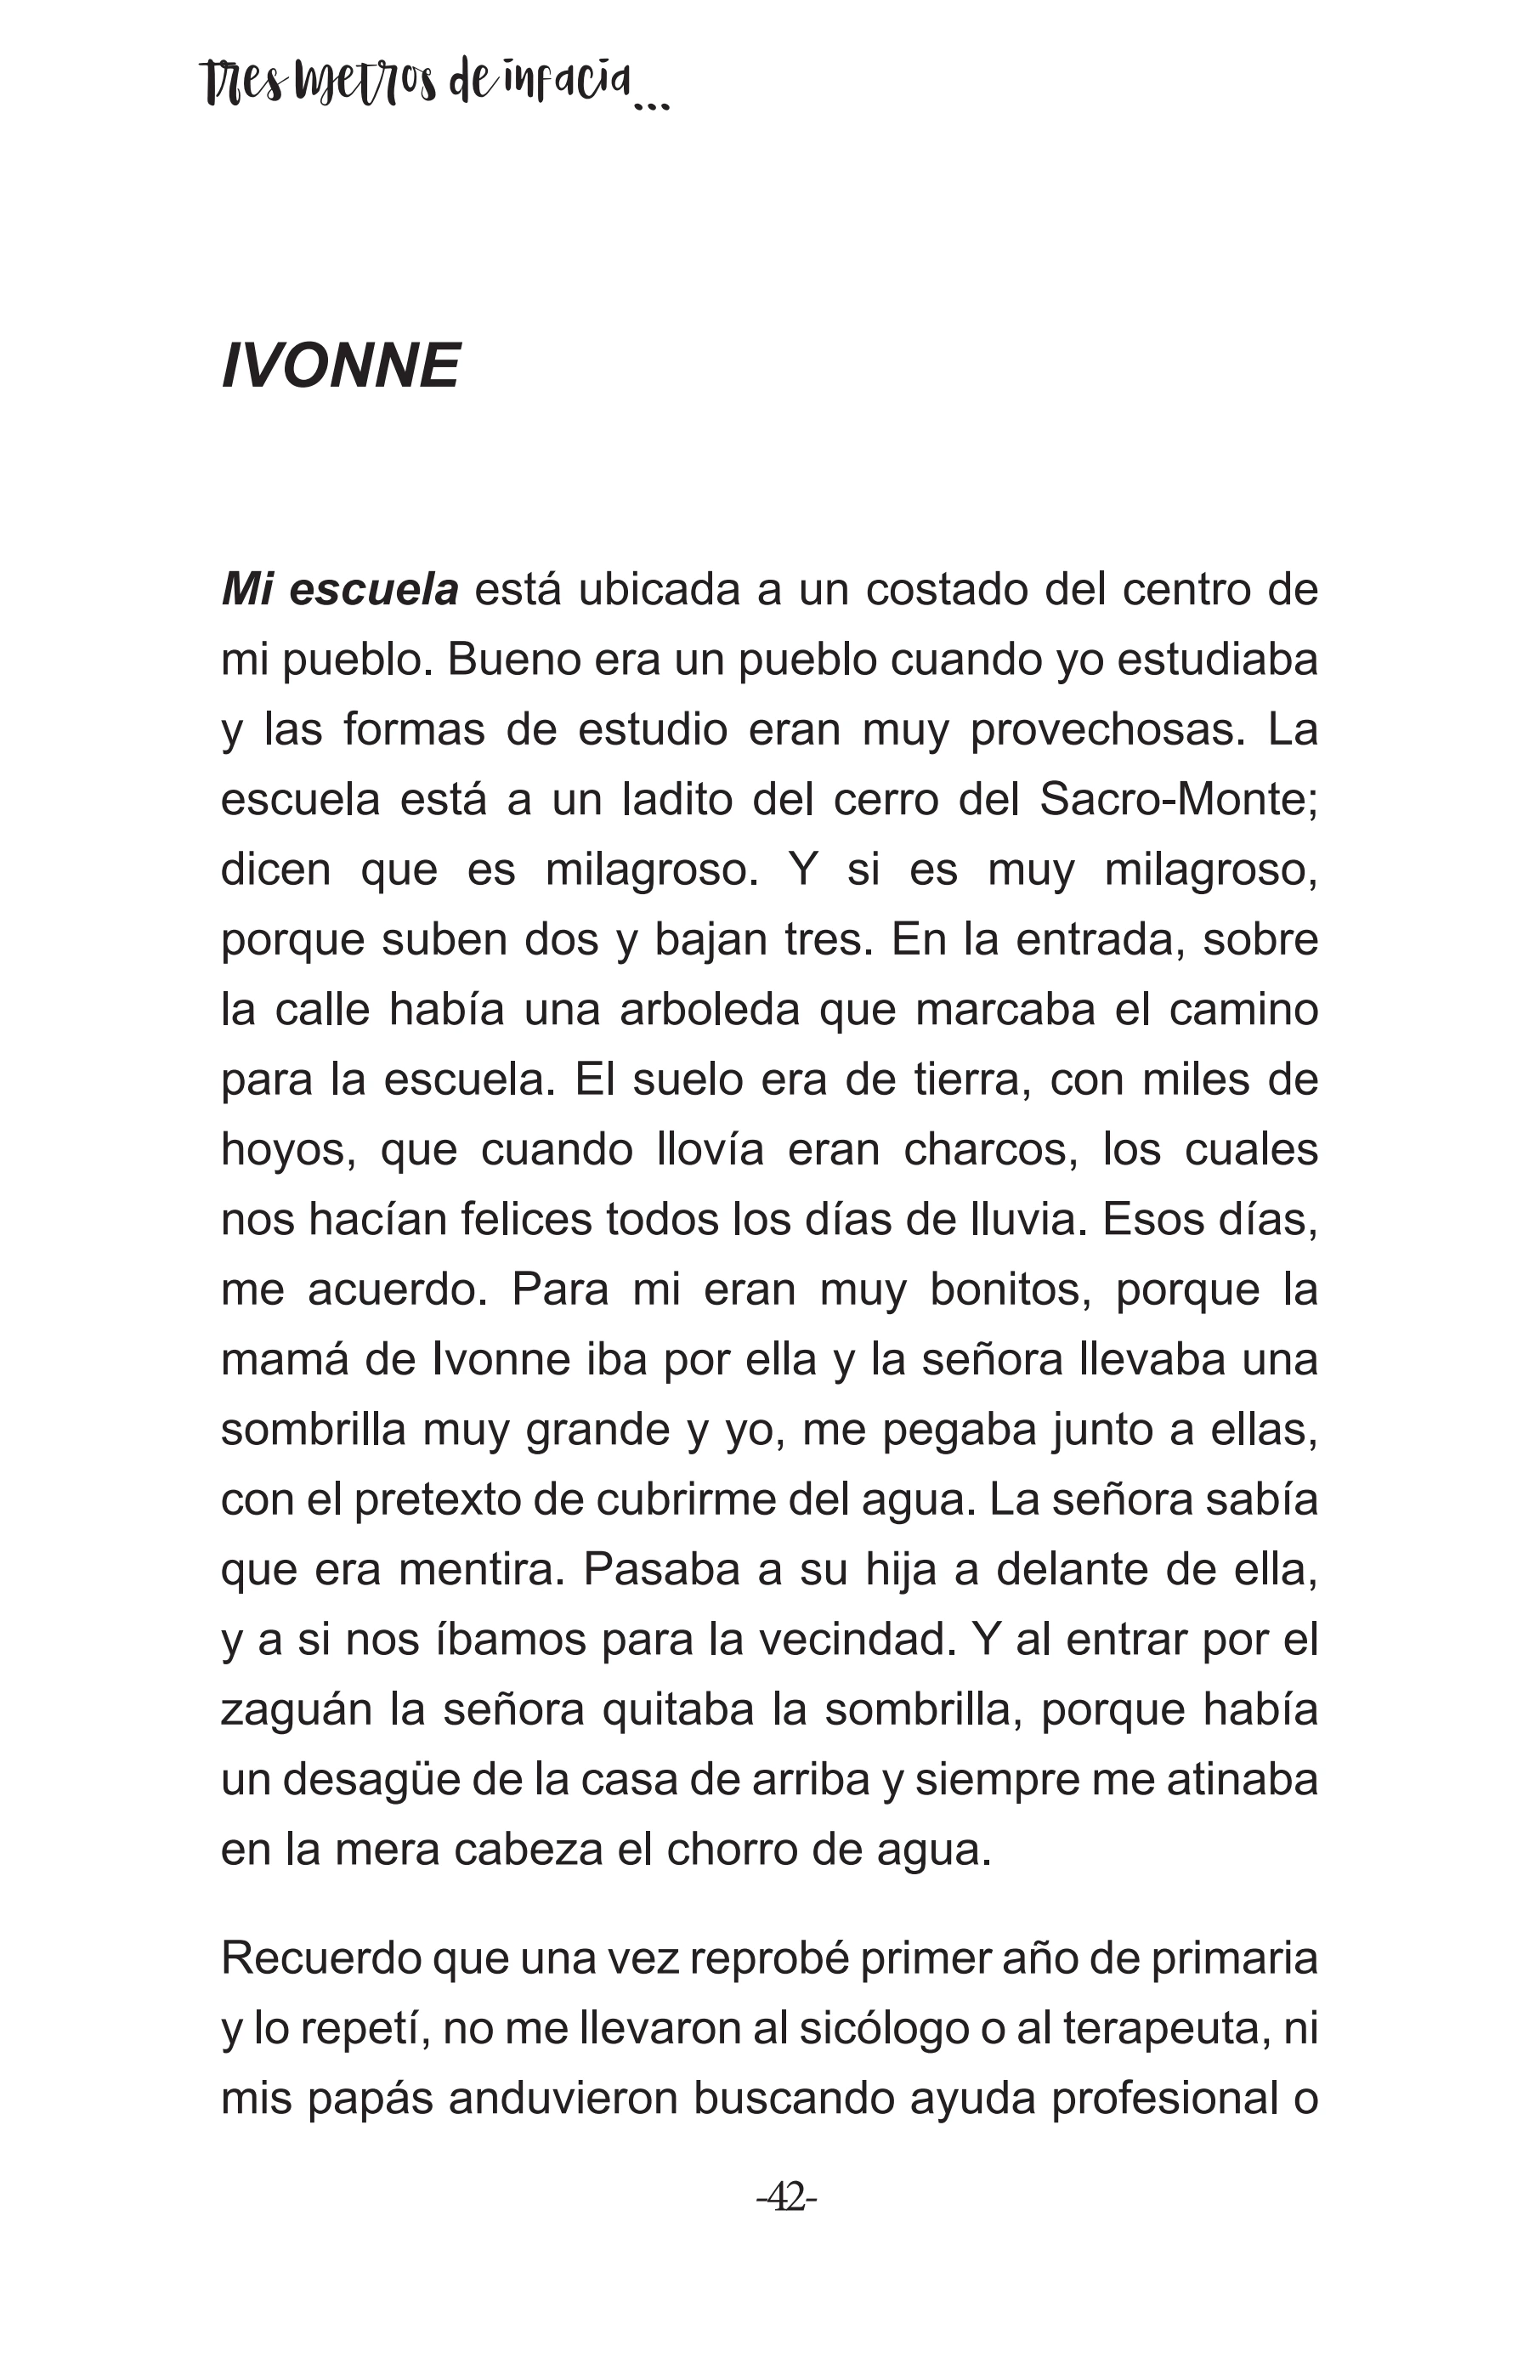 Tres metros de infacia...
IVONNE
Mi escuela está ubicada a un costado del centro de
mi pueblo. Bueno era un pueblo cuando yo estudiaba
y las formas de estudio eran muy provechosas. La
escuela está a un ladito del cerro del Sacro-Monte;
dicen que es milagroso. Y si es muy milagroso,
porque suben dos y bajan tres. En la entrada, sobre
la calle había una arboleda que marcaba el camino
para la escuela. El suelo era de tierra, con miles de
hoyos, que cuando llovía eran charcos, los cuales
nos hacían felices todos los días de lluvia. Esos días,
me acuerdo. Para mi eran muy bonitos, porque la
mamá de Ivonne iba por ella y la señora llevaba una
sombrilla muy grande y yo, me pegaba junto a ellas,
con el pretexto de cubrirme del agua. La señora sabía
que era mentira. Pasaba a su hija a delante de ella,
y a si nos íbamos para la vecindad. Y al entrar por el
zaguán la señora quitaba la sombrilla, porque había
un desagüe de la casa de arriba y siempre me atinaba
en la mera cabeza el chorro de agua.
Recuerdo que una vez reprobé primer año de primaria
y lo repetí, no me llevaron al sicólogo o al terapeuta, ni
mis papás anduvieron buscando ayuda profesional o
-42-